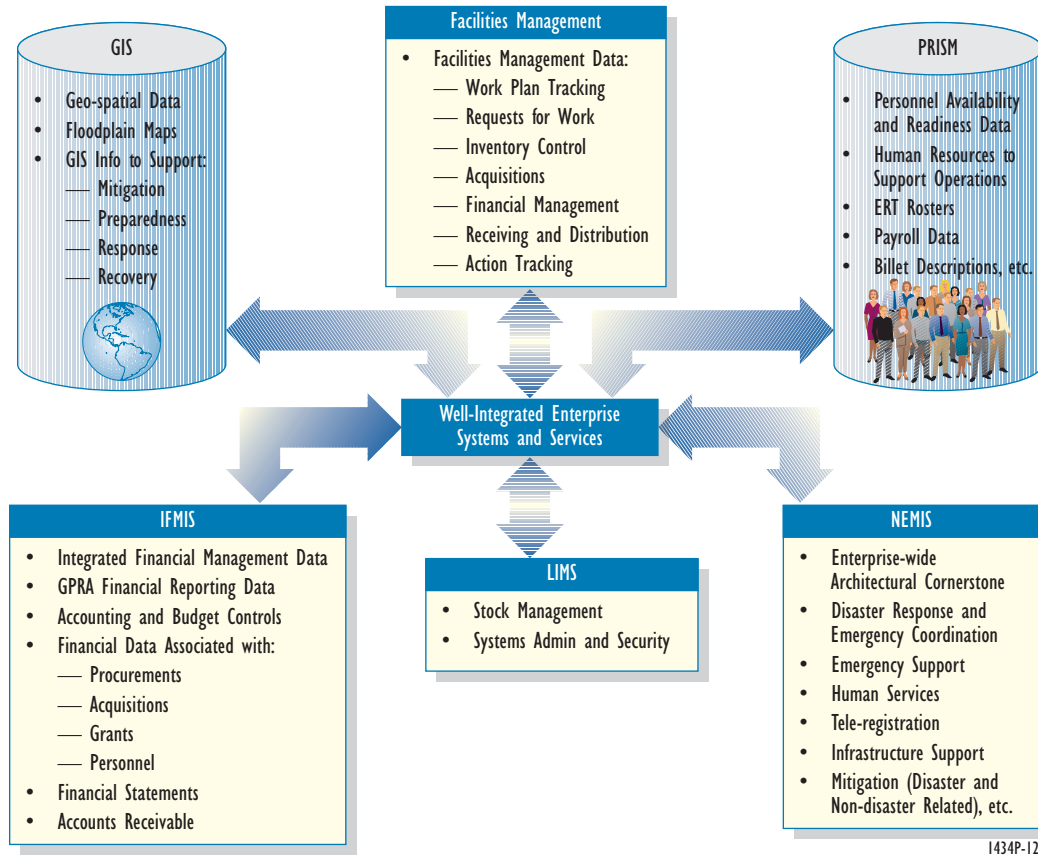 GIS
• Geo-spatial Data
• Floodplain Maps
• GIS Info to Support:
— Mitigation
— Preparedness
— Response
— Recovery
Facilities Management
• Facilities Management Data:
— Work Plan Tracking
— Requests for Work
— Inventory Control
— Acquisitions
— Financial Management
— Receiving and Distribution
— Action Tracking
PRISM
• Personnel Availability
and Readiness Data
• Human Resources to
Support Operations
• ERT Rosters
• Payroll Data
• Billet Descriptions, etc.
Well-Integrated Enterprise
Systems and Services
IFMIS
• Integrated Financial Management Data
• GPRA Financial Reporting Data
• Accounting and Budget Controls
• Financial Data Associated with:
— Procurements
— Acquisitions
— Grants
— Personnel
• Financial Statements
• Accounts Receivable
LIMS
• Stock Management
• Systems Admin and Security
NEMIS
• Enterprise-wide
Architectural Cornerstone
• Disaster Response and
Emergency Coordination
• Emergency Support
• Human Services
• Tele-registration
• Infrastructure Support
• Mitigation (Disaster and
Non-disaster Related), etc.
1434P-12